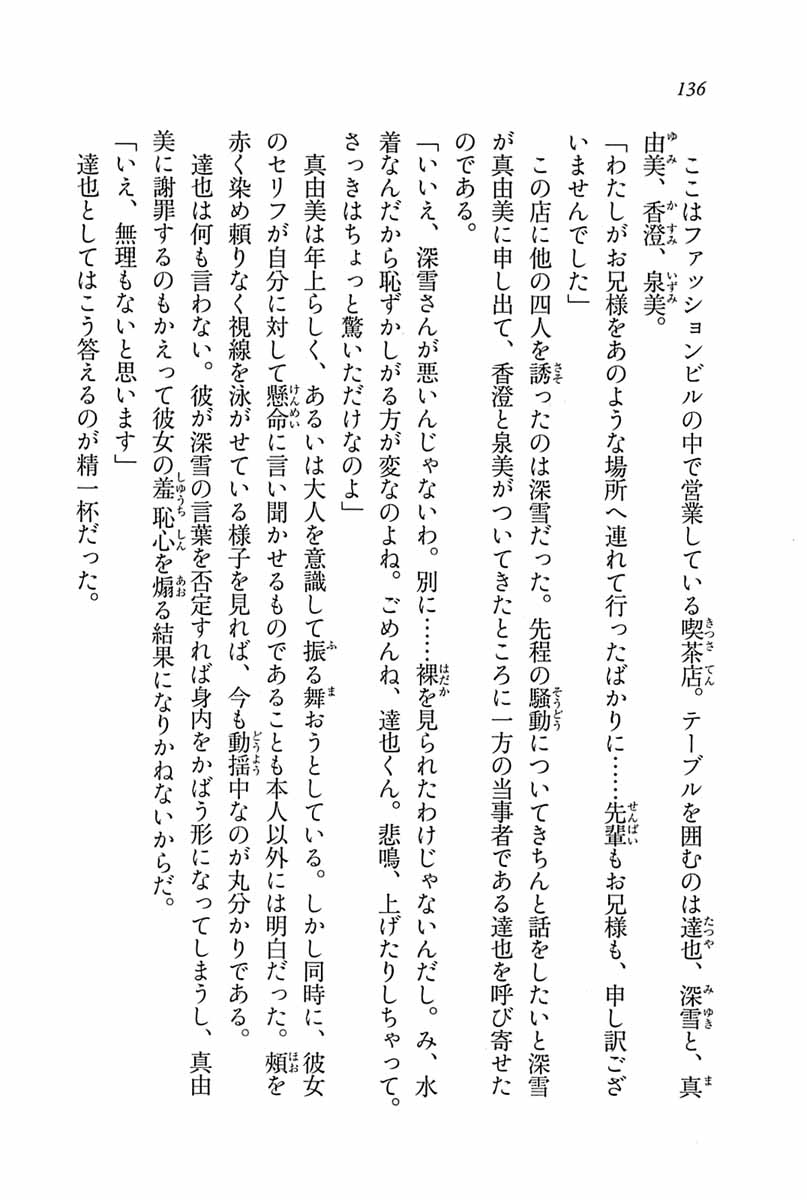 136
ここはファッションビルの中で営業している喫茶店。テーブルを囲むのは達也、深雪と、真
由美、香澄、泉美。
「わたしがお兄様をあのような場所へ連れて行ったばかりに……先輩もお兄様も、申し訳ござ
いませんでした」
この店に他の四人を誘ったのは深雪だった。先程の騒動についてきちんと話をしたいと深雪
が真由美に申し出て、香澄と泉美がついてきたところに一方の当事者である達也を呼び寄せた
のである。
「いいえ、深雪さんが悪いんじゃないわ。別に……裸を見られたわけじゃないんだし。み、水
着なんだから恥ずかしがる方が変なのよね。ごめんね、達也くん。悲鳴、上げたりしちゃって。
さっきはちょっと驚いただけなのよ」
真由美は年上らしく、あるいは大人を意識して振る舞おうとしている。しかし同時に、彼女
のセリフが自分に対して懸命に言い聞かせるものであることも本人以外には明白だった。頰を
赤く染め頼りなく視線を泳がせている様子を見れば、今も動揺中なのが丸分かりである。
達也は何も言わない。彼が深雪の言葉を否定すれば身内をかばう形になってしまうし、真由
美に謝罪するのもかえって彼女の羞恥心を煽る結果になりかねないからだ。
「いえ、無理もないと思います」
達也としてはこう答えるのが精一杯だった。